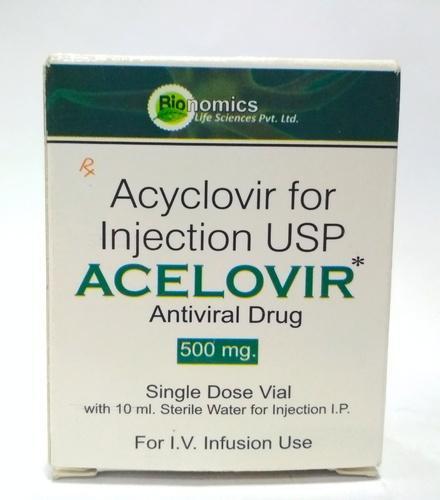 Bionomics
Life Sciences Pvt. Ltd.
Rx
Acyclovir for
Injection USP
ACELOVIR*
Antiviral Drug
500 mg.
Single Dose Vial
with 10 ml. Sterile Water for Injection I.P.
For I.V. Infusion Use